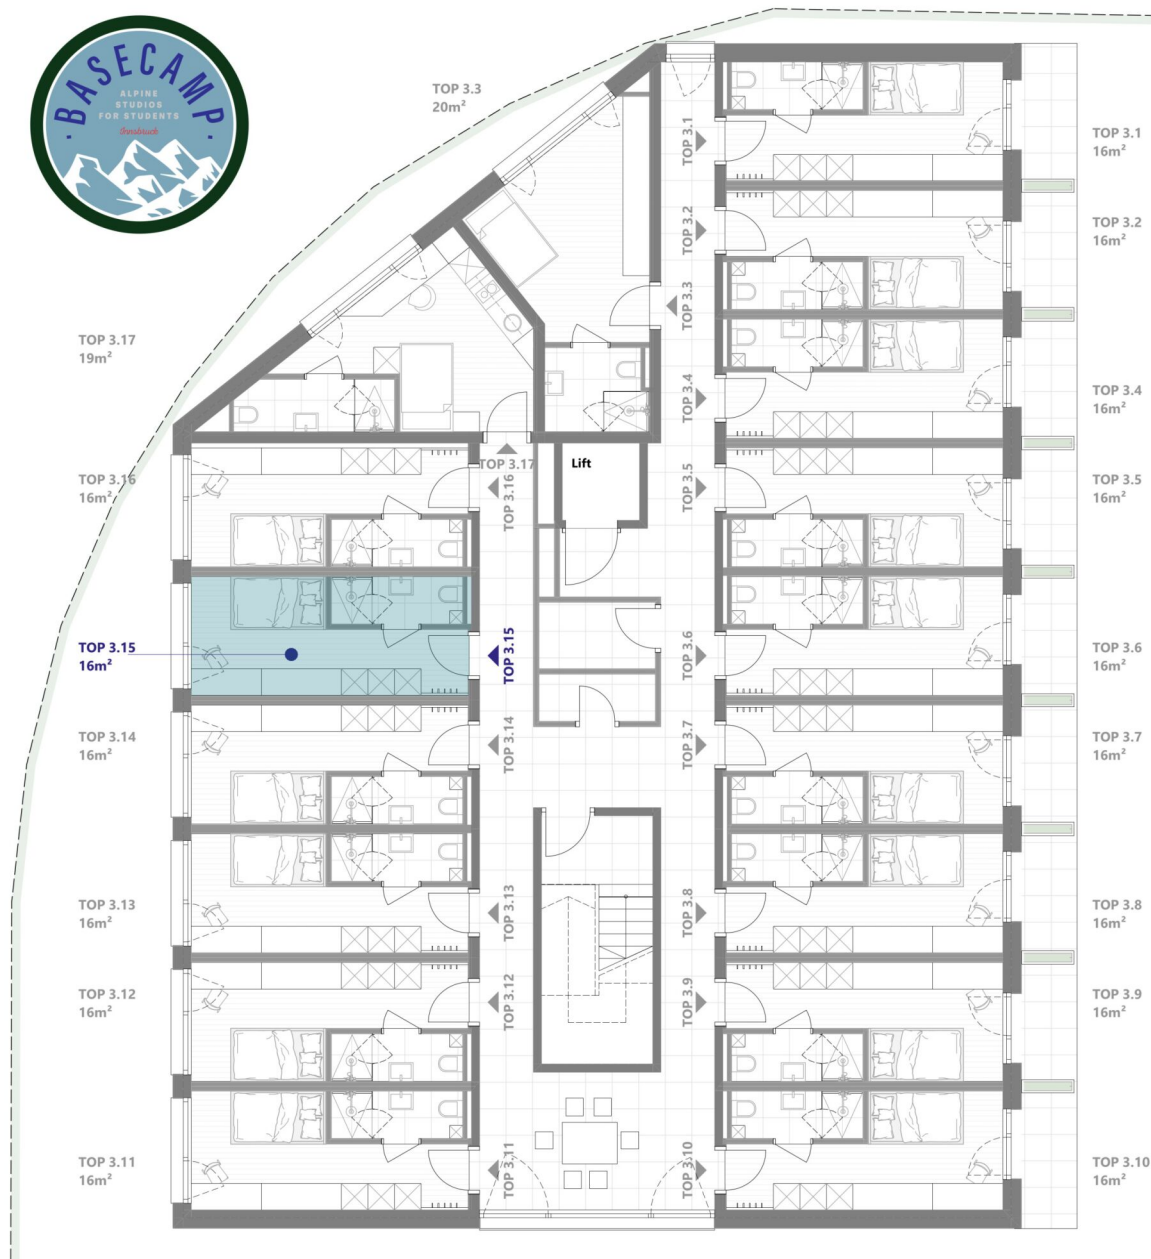 BASECAMP
ALPINE
STUDIOS
FOR STUDENTS
Innsbruck
TOP 3.3
20m²
TOP 3.17
19m²
TOP 3.16
16m²
TOP 3.15
16m²
TOP 3.14
16m²
TOP 3.13
16m²
TOP 3.12
16m²
TOP 3.11
16m²
TOP 3.17
TOP 3.16
TOP 3.15
TOP 3.14
TOP 3.13
TOP 3.12
TOP 3.11
Lift
TOP 3.1
TOP 3.2
TOP 3.3
TOP 3.4
TOP 3.5
TOP 3.6
TOP 3.7
TOP 3.8
TOP 3.9
TOP 3.10
TOP 3.1
16m²
TOP 3.2
16m²
TOP 3.4
16m²
TOP 3.5
16m²
TOP 3.6
16m²
TOP 3.7
16m²
TOP 3.8
16m²
TOP 3.9
16m²
TOP 3.10
16m²